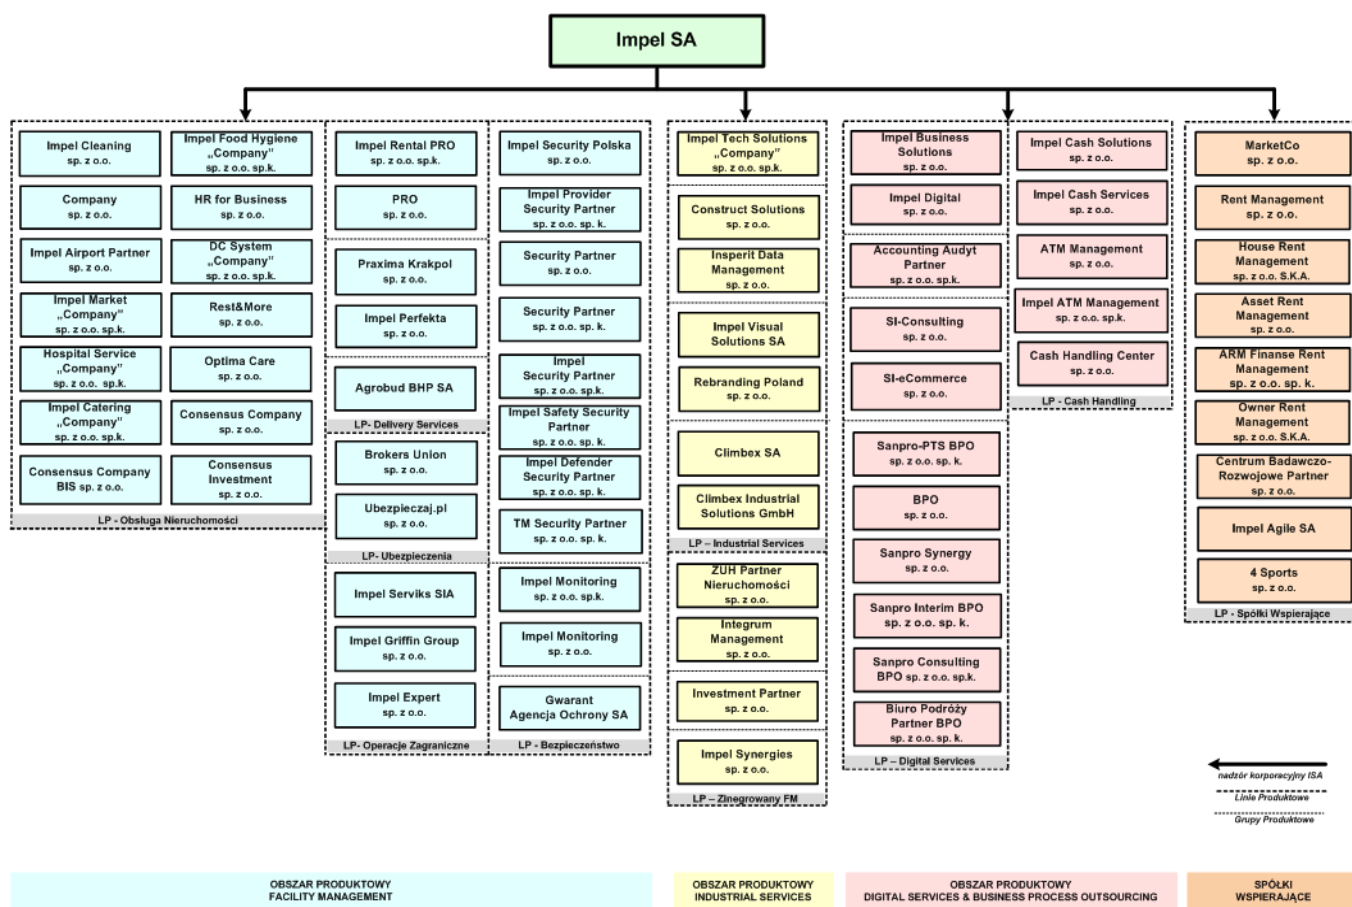 Impel SA
Impel Cleaning
sp. z o.o.
Company
sp. z o.o.
Impel Airport Partner
sp. z o.o.
Impel Market
„Company”
sp. z o.o. sp.k.
Hospital Service
„Company”
sp. z o.o. sp.k.
Impel Catering
„Company”
sp. z o.o. sp.k.
Consensus Company
BIS sp. z o.o.
Impel Food Hygiene
„Company”
sp. z o.o. sp.k.
HR for Business
sp. z o.o.
DC System
„Company”
sp. z o.o. sp.k.
Rest&More
sp. z o.o.
Optima Care
sp. z o.o.
Consensus Company
sp. z o.o.
Consensus
Investment
sp. z o.o.
LP - Obsługa Nieruchomości
Impel Rental PRO
sp. z o.o. sp.k.
PRO
sp. z o.o.
Praxima Krakpol
sp. z o.o.
Impel Perfekta
sp. z o.o.
Agrobud BHP SA
LP- Delivery Services
Brokers Union
sp. z o.o.
Ubezpieczaj.pl
sp. z o.o.
LP- Ubezpieczenia
Impel Serviks SIA
Impel Griffin Group
sp. z o.o.
Impel Expert
sp. z o.o.
LP- Operacje Zagraniczne
Impel Security Polska
sp. z o.o.
Impel Provider
Security Partner
sp. z o.o. sp. k.
Security Partner
sp. z o.o.
Security Partner
sp. z o.o. sp. k.
Impel
Security Partner
sp. z o.o. sp.k.
Impel Safety Security
Partner
sp. z o.o. sp. k.
Impel Defender
Security Partner
sp. z o.o. sp. k.
TM Security Partner
sp. z o.o. sp. k.
Impel Monitoring
sp. z o.o. sp.k.
Impel Monitoring
sp. z o.o.
Gwarant
Agencja Ochrony SA
LP - Bezpieczeństwo
Impel Tech Solutions
„Company”
sp. z o.o. sp.k.
Construct Solutions
sp. z o.o.
Insperit Data
Management
sp. z o.o.
Impel Visual
Solutions SA
Rebranding Poland
sp. z o.o.
Climbex SA
Climbex Industrial
Solutions GmbH
LP – Industrial Services
ZUH Partner
Nieruchomości
sp. z o.o.
Integrum
Management
sp. z o.o.
Investment Partner
sp. z o.o.
Impel Synergies
sp. z o.o.
LP – Zinegrowany FM
Impel Business
Solutions
sp. z o.o.
Impel Digital
sp. z o.o.
Accounting Audyt
Partner
sp. z o.o. sp.k.
SI-Consulting
sp. z o.o.
SI-eCommerce
sp. z o.o.
Sanpro-PTS BPO
sp. z o.o. sp. k.
BPO
sp. z o.o.
Sanpro Synergy
sp. z o.o.
Sanpro Interim BPO
sp. z o.o. sp. k.
Sanpro Consulting
BPO sp. z o.o. sp.k.
Biuro Podróży
Partner BPO
sp. z o.o. sp. k.
LP – Digital Services
Impel Cash Solutions
sp. z o.o.
Impel Cash Services
sp. z o.o.
ATM Management
sp. z o.o.
Impel ATM Management
sp. z o.o. sp.k.
Cash Handling Center
sp. z o.o.
LP - Cash Handling
MarketCo
sp. z o.o.
Rent Management
sp. z o.o.
House Rent
Management
sp. z o.o. S.K.A.
Asset Rent
Management
sp. z o.o.
ARM Finanse Rent
Management
sp. z o.o. sp. k.
Owner Rent
Management
sp. z o.o. S.K.A.
Centrum Badawczo-
Rozwojowe Partner
sp. z o.o.
Impel Agile SA
4 Sports
sp. z o.o.
LP - Spółki Wspierające
nadzór korporacyjny ISA
Linie Produktowe
Grupy Produktowe
OBSZAR PRODUKTOWY
FACILITY MANAGEMENT
OBSZAR PRODUKTOWY
INDUSTRIAL SERVICES
OBSZAR PRODUKTOWY
DIGITAL SERVICES & BUSINESS PROCESS OUTSOURCING
SPÓŁKI
WSPIERAJĄCE